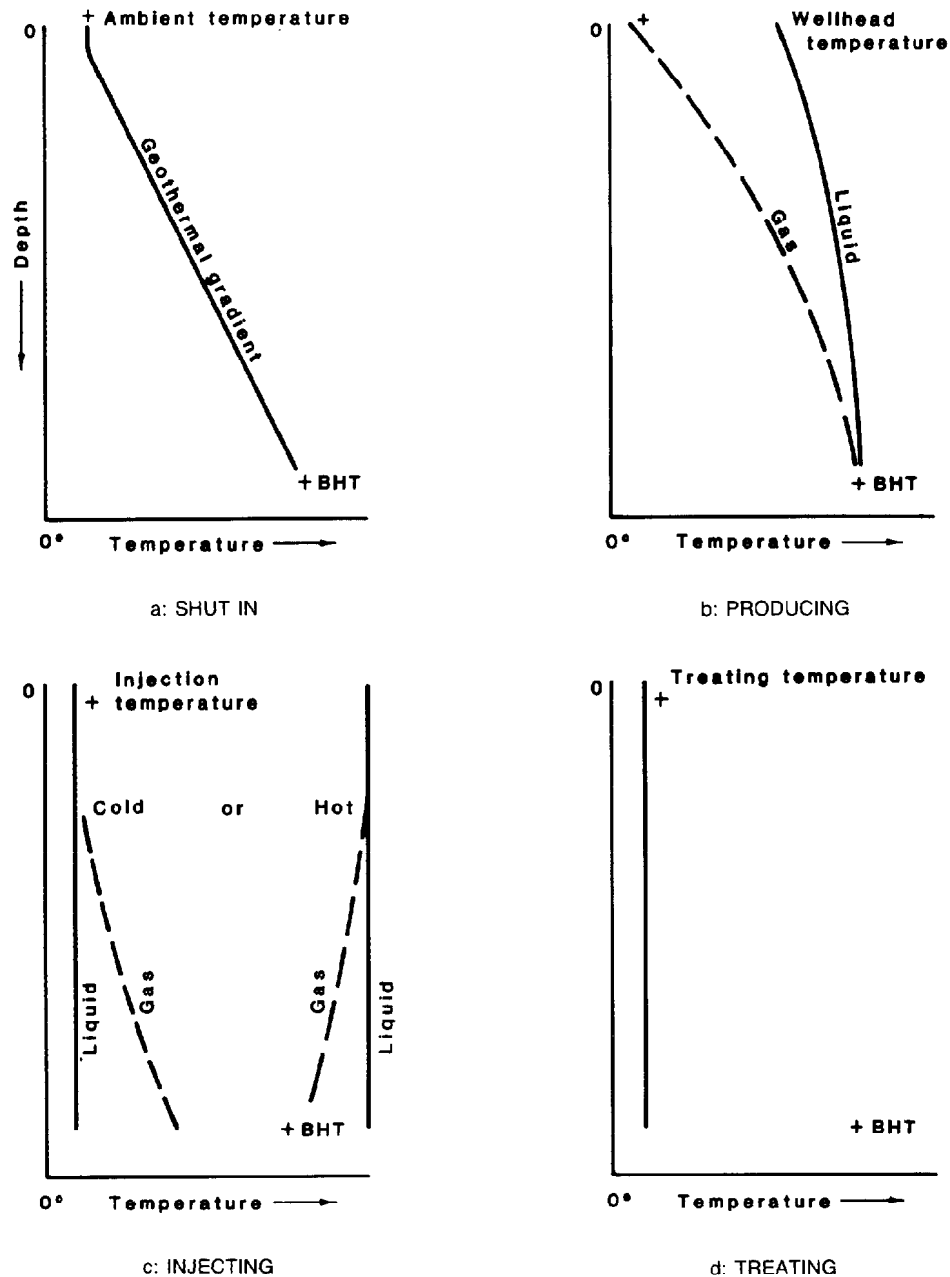 0
+ Ambient temperature
Depth
Geothermal gradient
+ BHT
0°
Temperature
a: SHUT IN
0
+
Wellhead
temperature
Gas
Liquid
+ BHT
0°
Temperature
b: PRODUCING
0
Injection
+ temperature
Cold or Hot
Liquid
Gas
Gas
Liquid
+ BHT
0°
Temperature
c: INJECTING
0
Treating temperature
+
+ BHT
0°
Temperature
d: TREATING